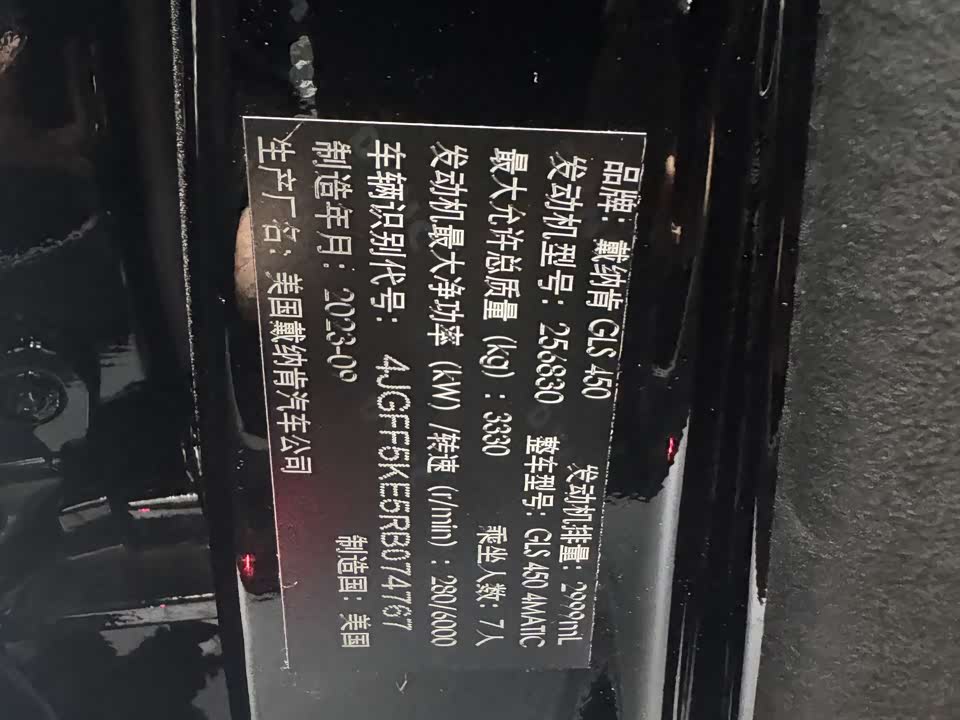 品牌：戴纳肯 GLS 450
发动机排量：2999mL
发动机型号：256830
整车型号：GLS 450 4MATIC
最大允许总质量（kg）：3330
乘坐人数：7人
发动机最大净功率（kW）/转速（r/min）：280/6000
车辆识别代号：4JGFF5KE5RB074767
制造年月：2023-09
制造国：美国
生产厂名：美国戴纳肯汽车公司